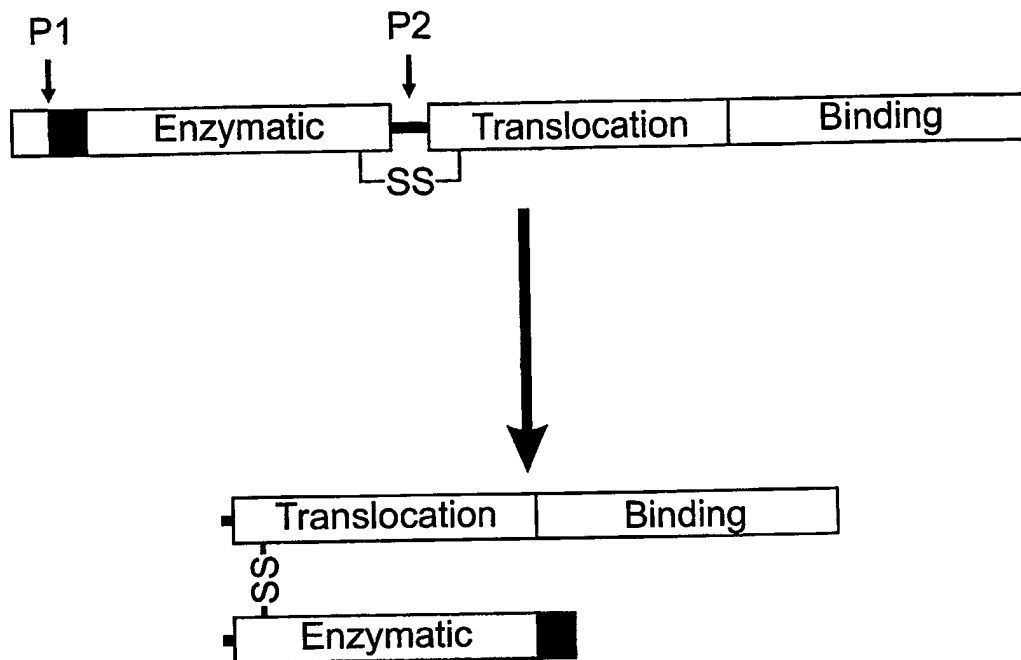 P1 P2
Enzymatic Translocation Binding
SS
Translocation Binding
SS
Enzymatic